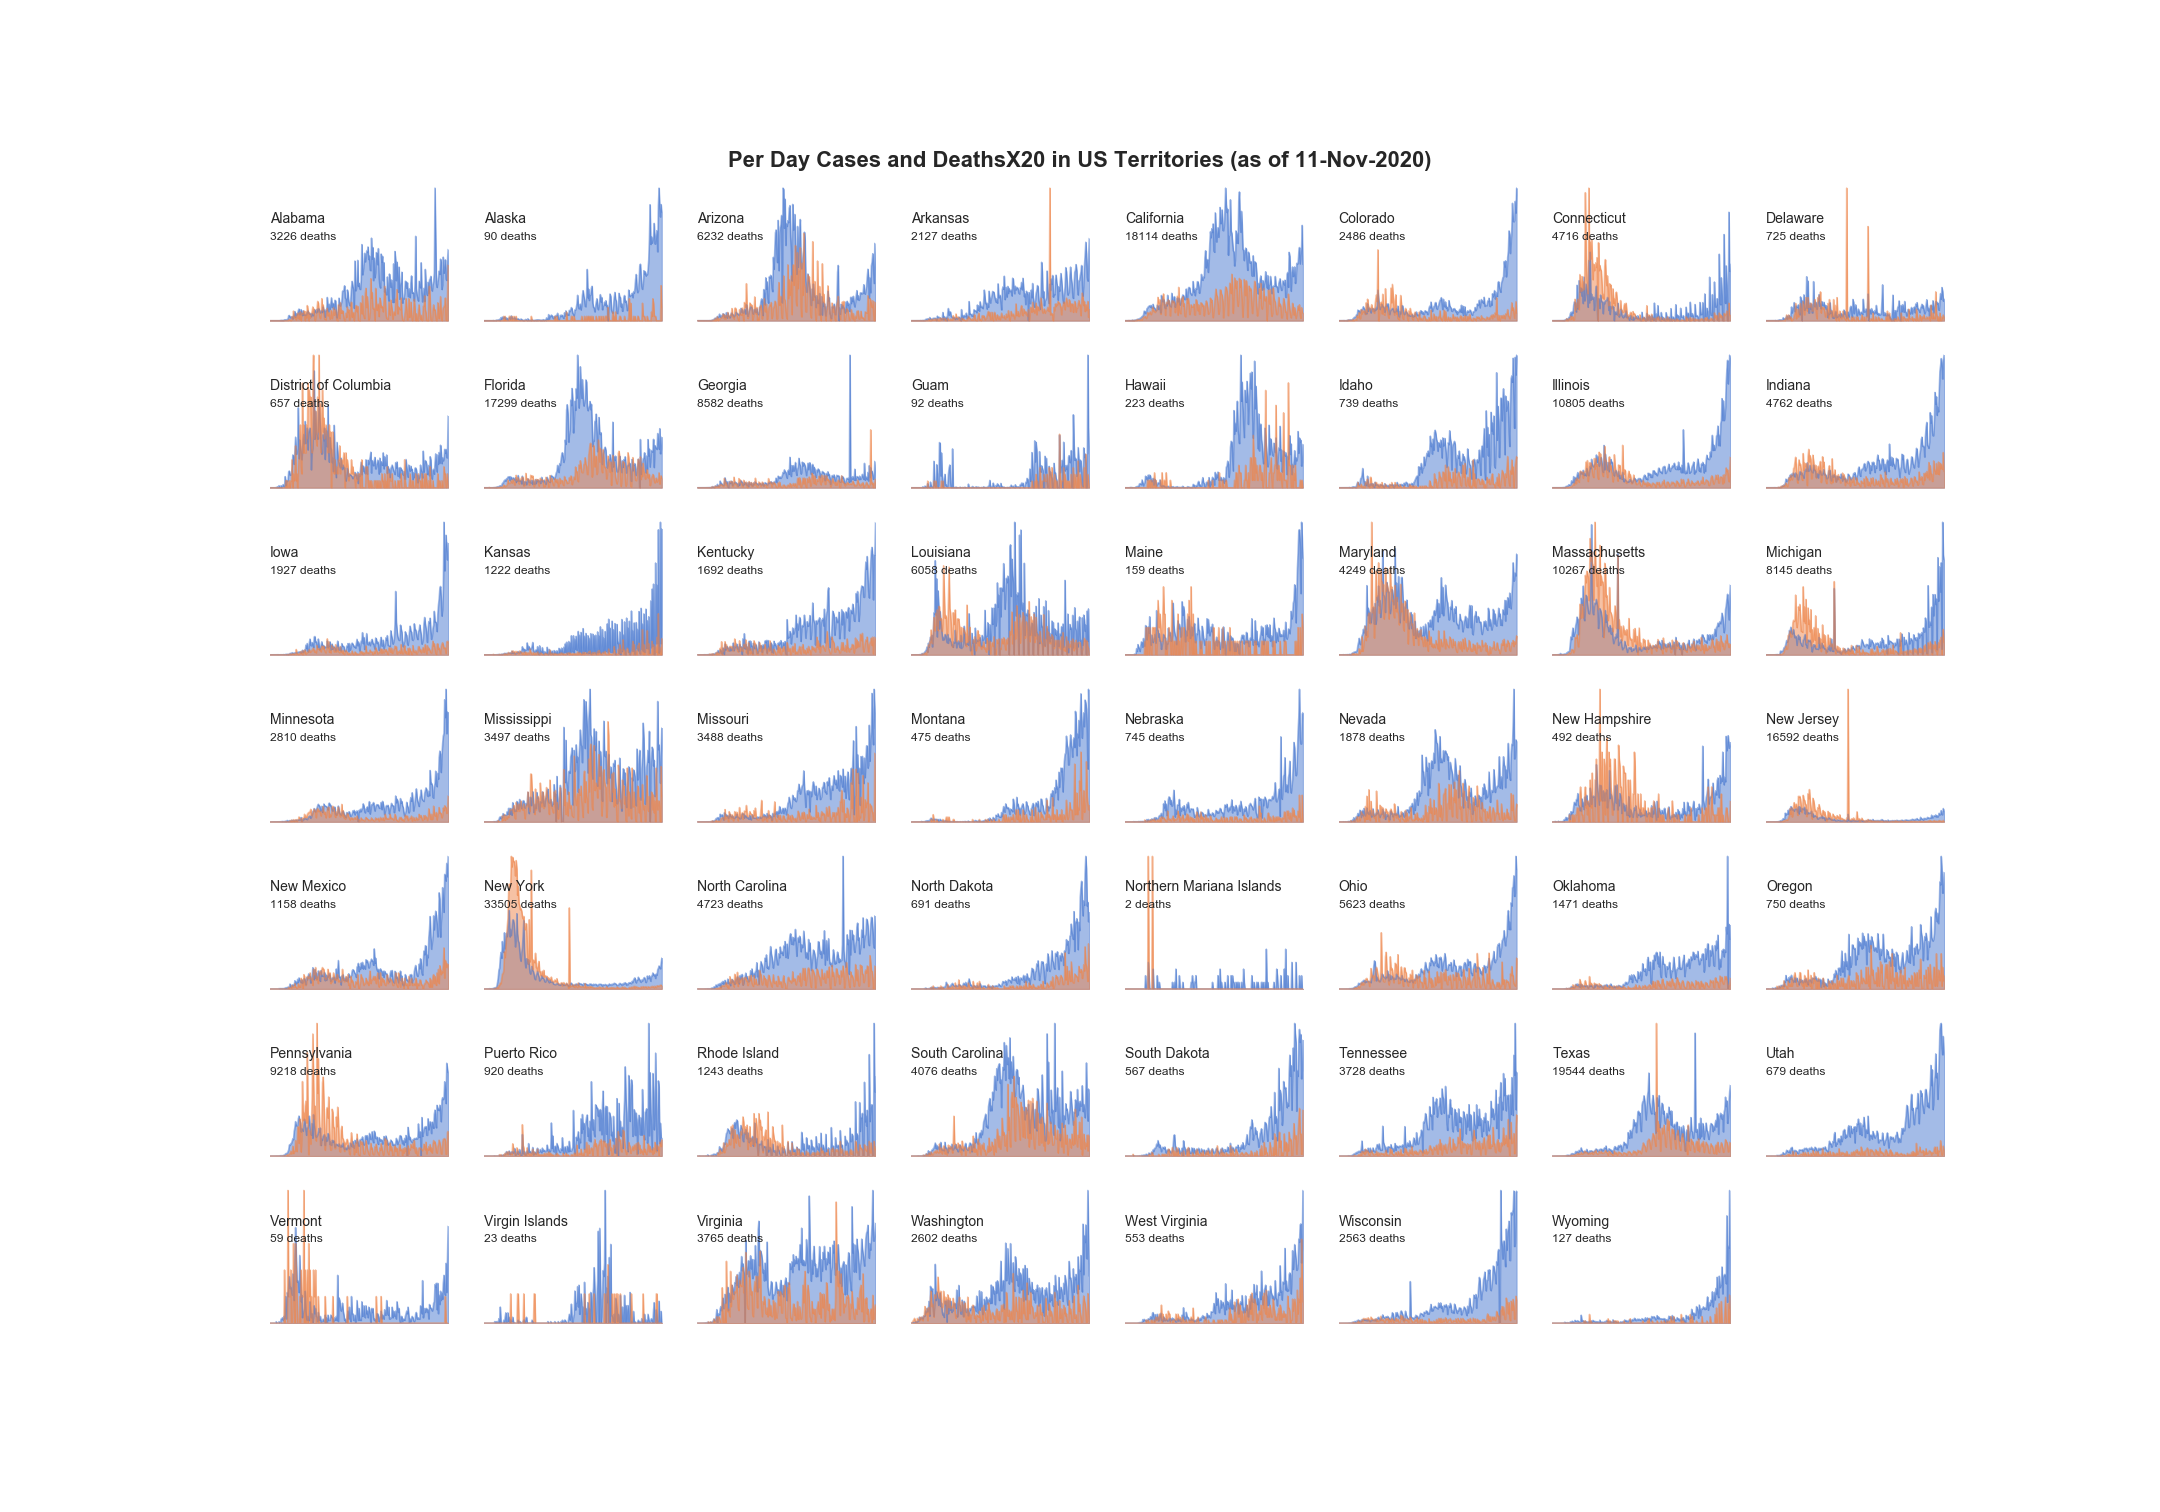 Per Day Cases and DeathsX20 in US Territories (as of 11-Nov-2020)
Alabama
3226 deaths
Alaska
90 deaths
Arizona
6232 deaths
Arkansas
2127 deaths
California
18114 deaths
Colorado
2486 deaths
Connecticut
4716 deaths
Delaware
725 deaths
District of Columbia
657 deaths
Florida
17299 deaths
Georgia
8582 deaths
Guam
92 deaths
Hawaii
223 deaths
Idaho
739 deaths
Illinois
10805 deaths
Indiana
4762 deaths
Iowa
1927 deaths
Kansas
1222 deaths
Kentucky
1692 deaths
Louisiana
6058 deaths
Maine
159 deaths
Maryland
4249 deaths
Massachusetts
10267 deaths
Michigan
8145 deaths
Minnesota
2810 deaths
Mississippi
3497 deaths
Missouri
3488 deaths
Montana
475 deaths
Nebraska
745 deaths
Nevada
1878 deaths
New Hampshire
492 deaths
New Jersey
16592 deaths
New Mexico
1158 deaths
New York
33505 deaths
North Carolina
4723 deaths
North Dakota
691 deaths
Northern Mariana Islands
2 deaths
Ohio
5623 deaths
Oklahoma
1471 deaths
Oregon
750 deaths
Pennsylvania
9218 deaths
Puerto Rico
920 deaths
Rhode Island
1243 deaths
South Carolina
4076 deaths
South Dakota
567 deaths
Tennessee
3728 deaths
Texas
19544 deaths
Utah
679 deaths
Vermont
59 deaths
Virgin Islands
23 deaths
Virginia
3765 deaths
Washington
2602 deaths
West Virginia
553 deaths
Wisconsin
2563 deaths
Wyoming
127 deaths